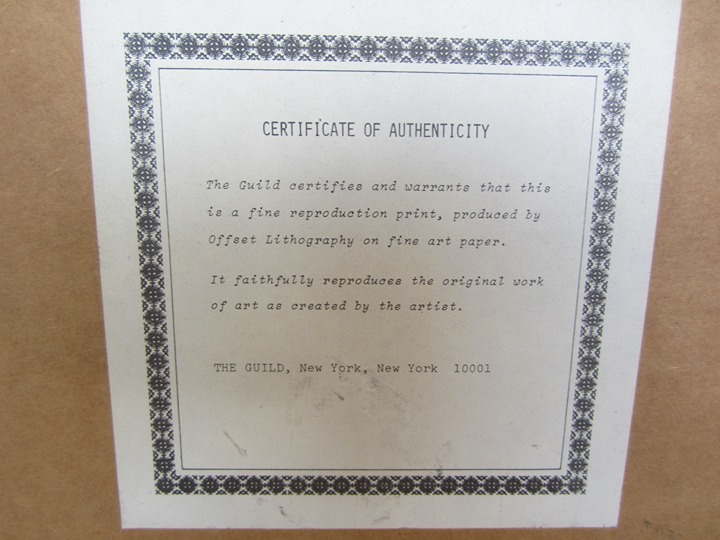 CERTIFICATE OF AUTHENTICITY
The Guild certifies and warrants that this
is a fine reproduction print, produced by
Offset Lithography on fine art paper.
It faithfully reproduces the original work
of art as created by the artist.
THE GUILD, New York, New York 10001